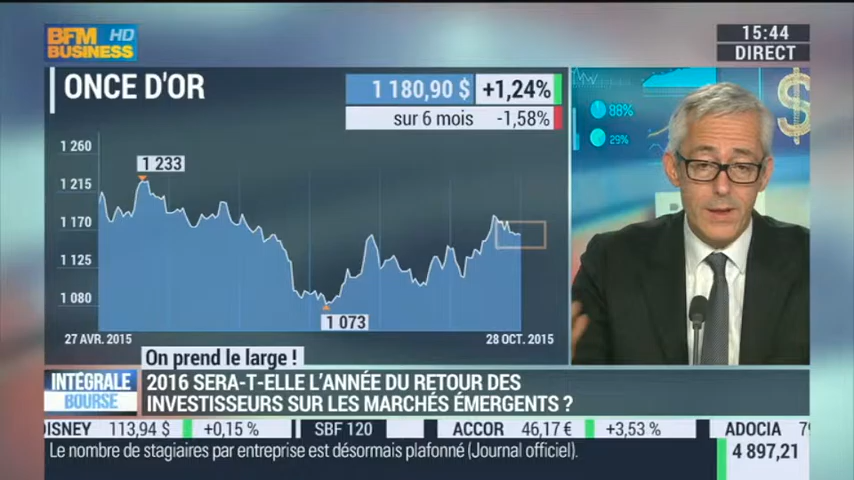 BFM HD
BUSINESS
15:44
DIRECT
ONCE D'OR
1 180,90 $ +1,24%
sur 6 mois -1,58%
1 260
1 215
1 170
1 125
1 080
1 233
1 073
27 AVR. 2015
28 OCT. 2015
88%
29%
$
On prend le large !
INTÉGRALE
BOURSE
2016 SERA-T-ELLE L'ANNÉE DU RETOUR DES
INVESTISSEURS SUR LES MARCHÉS ÉMERGENTS ?
DISNEY 113,94 $ +0,15 % SBF 120 ACCOR 46,17 € +3,53 % ADOCIA
Le nombre de stagiaires par entreprise est désormais plafonné (Journal officiel).
4 897,21